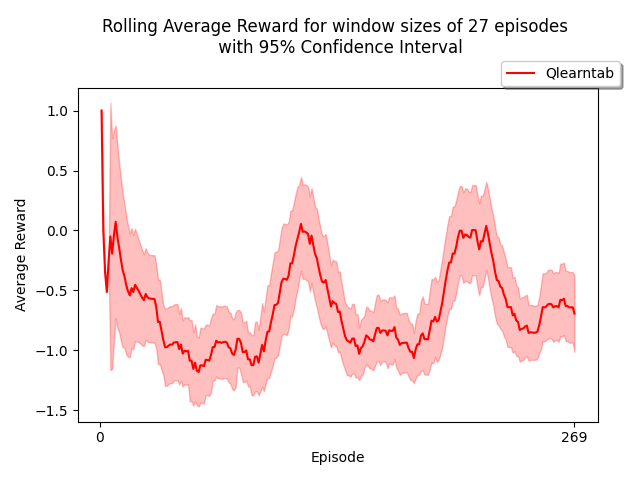 Rolling Average Reward for window sizes of 27 episodes
with 95% Confidence Interval
Qlearntab
1.0
0.5
0.0
−0.5
−1.0
−1.5
Average Reward
0
269
Episode